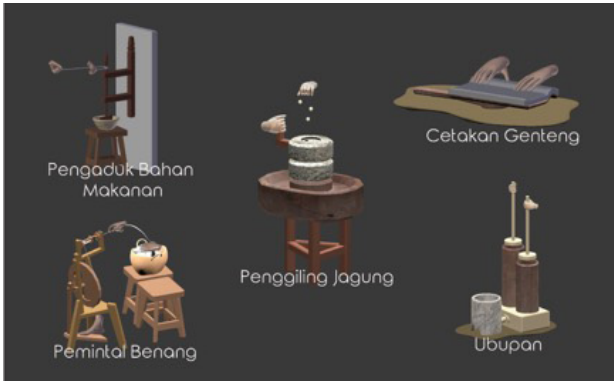 Pengaduk Bahan
Makanan
Cetakan Genteng
Penggiling Jagung
Pemintal Benang
Ubupan